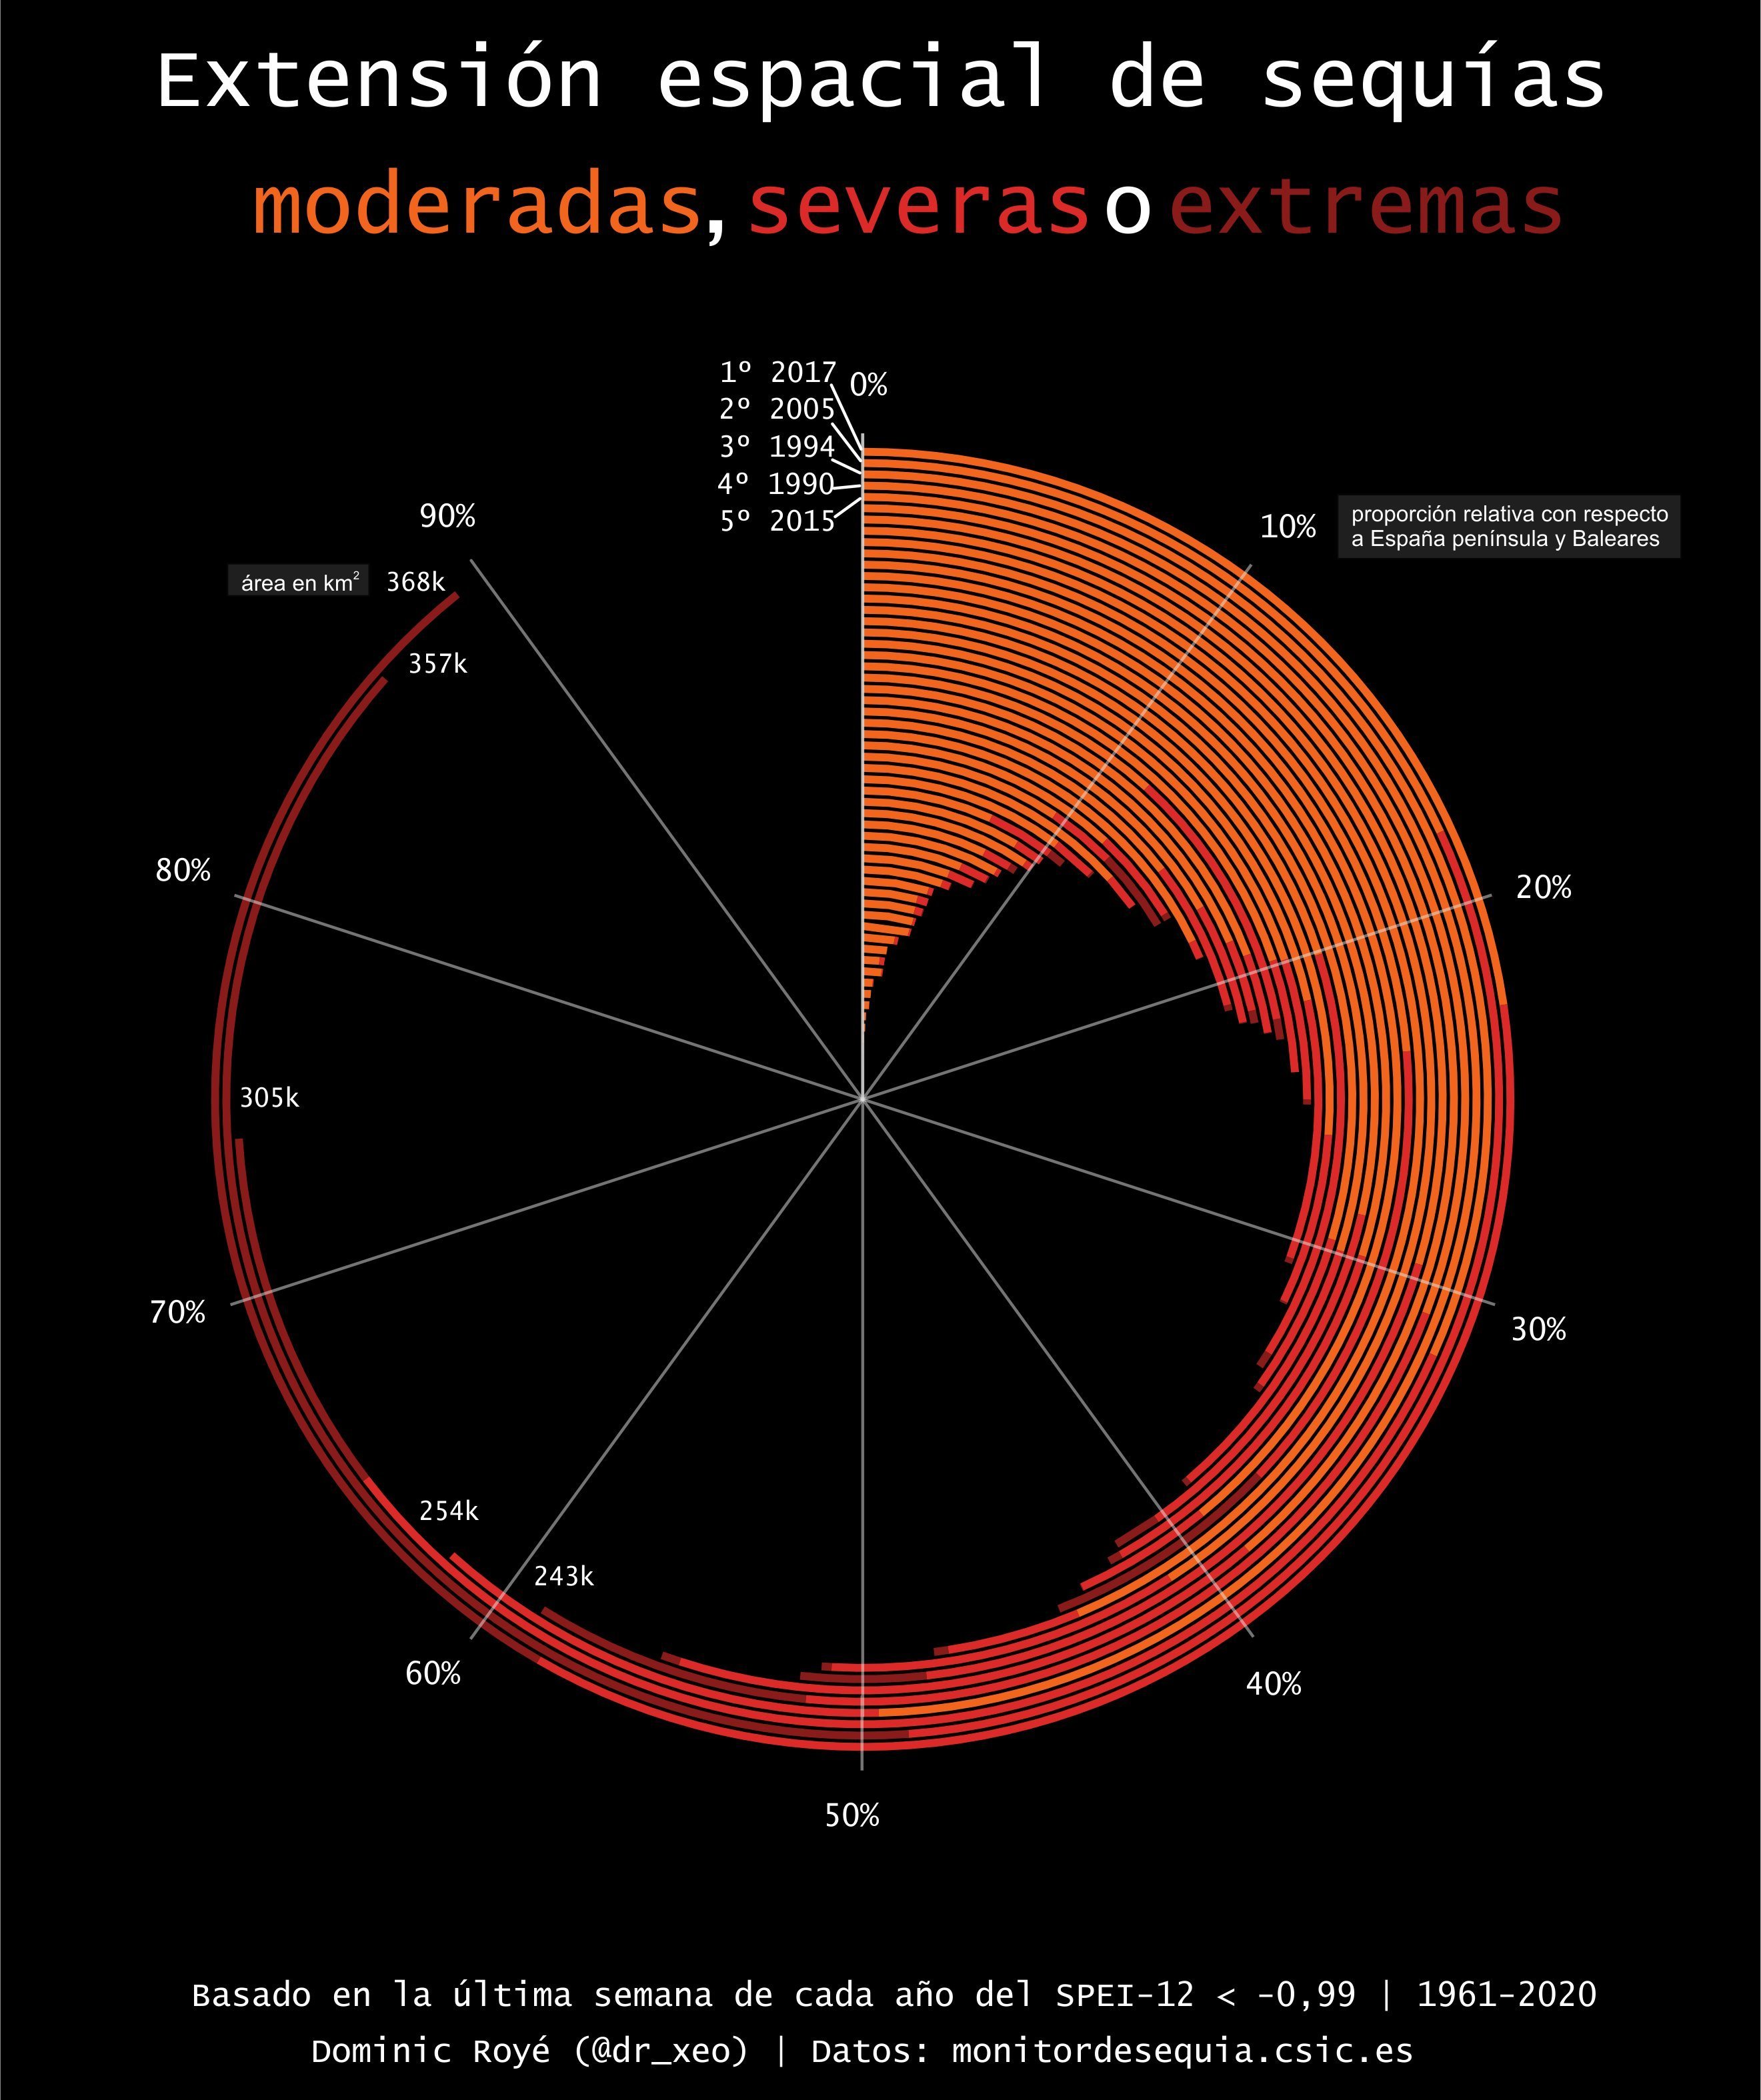 Extensión espacial de sequías
moderadas, severas o extremas
1º 2017
0%
2º 2005
3º 1994
4º 1990
5º 2015
90%
10%
proporción relativa con respecto
a España península y Baleares
área en km²
368k
357k
80%
20%
305k
70%
30%
254k
243k
60%
40%
50%
Basado en la última semana de cada año del SPEI-12 < -0,99 | 1961-2020
Dominic Royé (@dr_xeo) | Datos: monitordesequia.csic.es